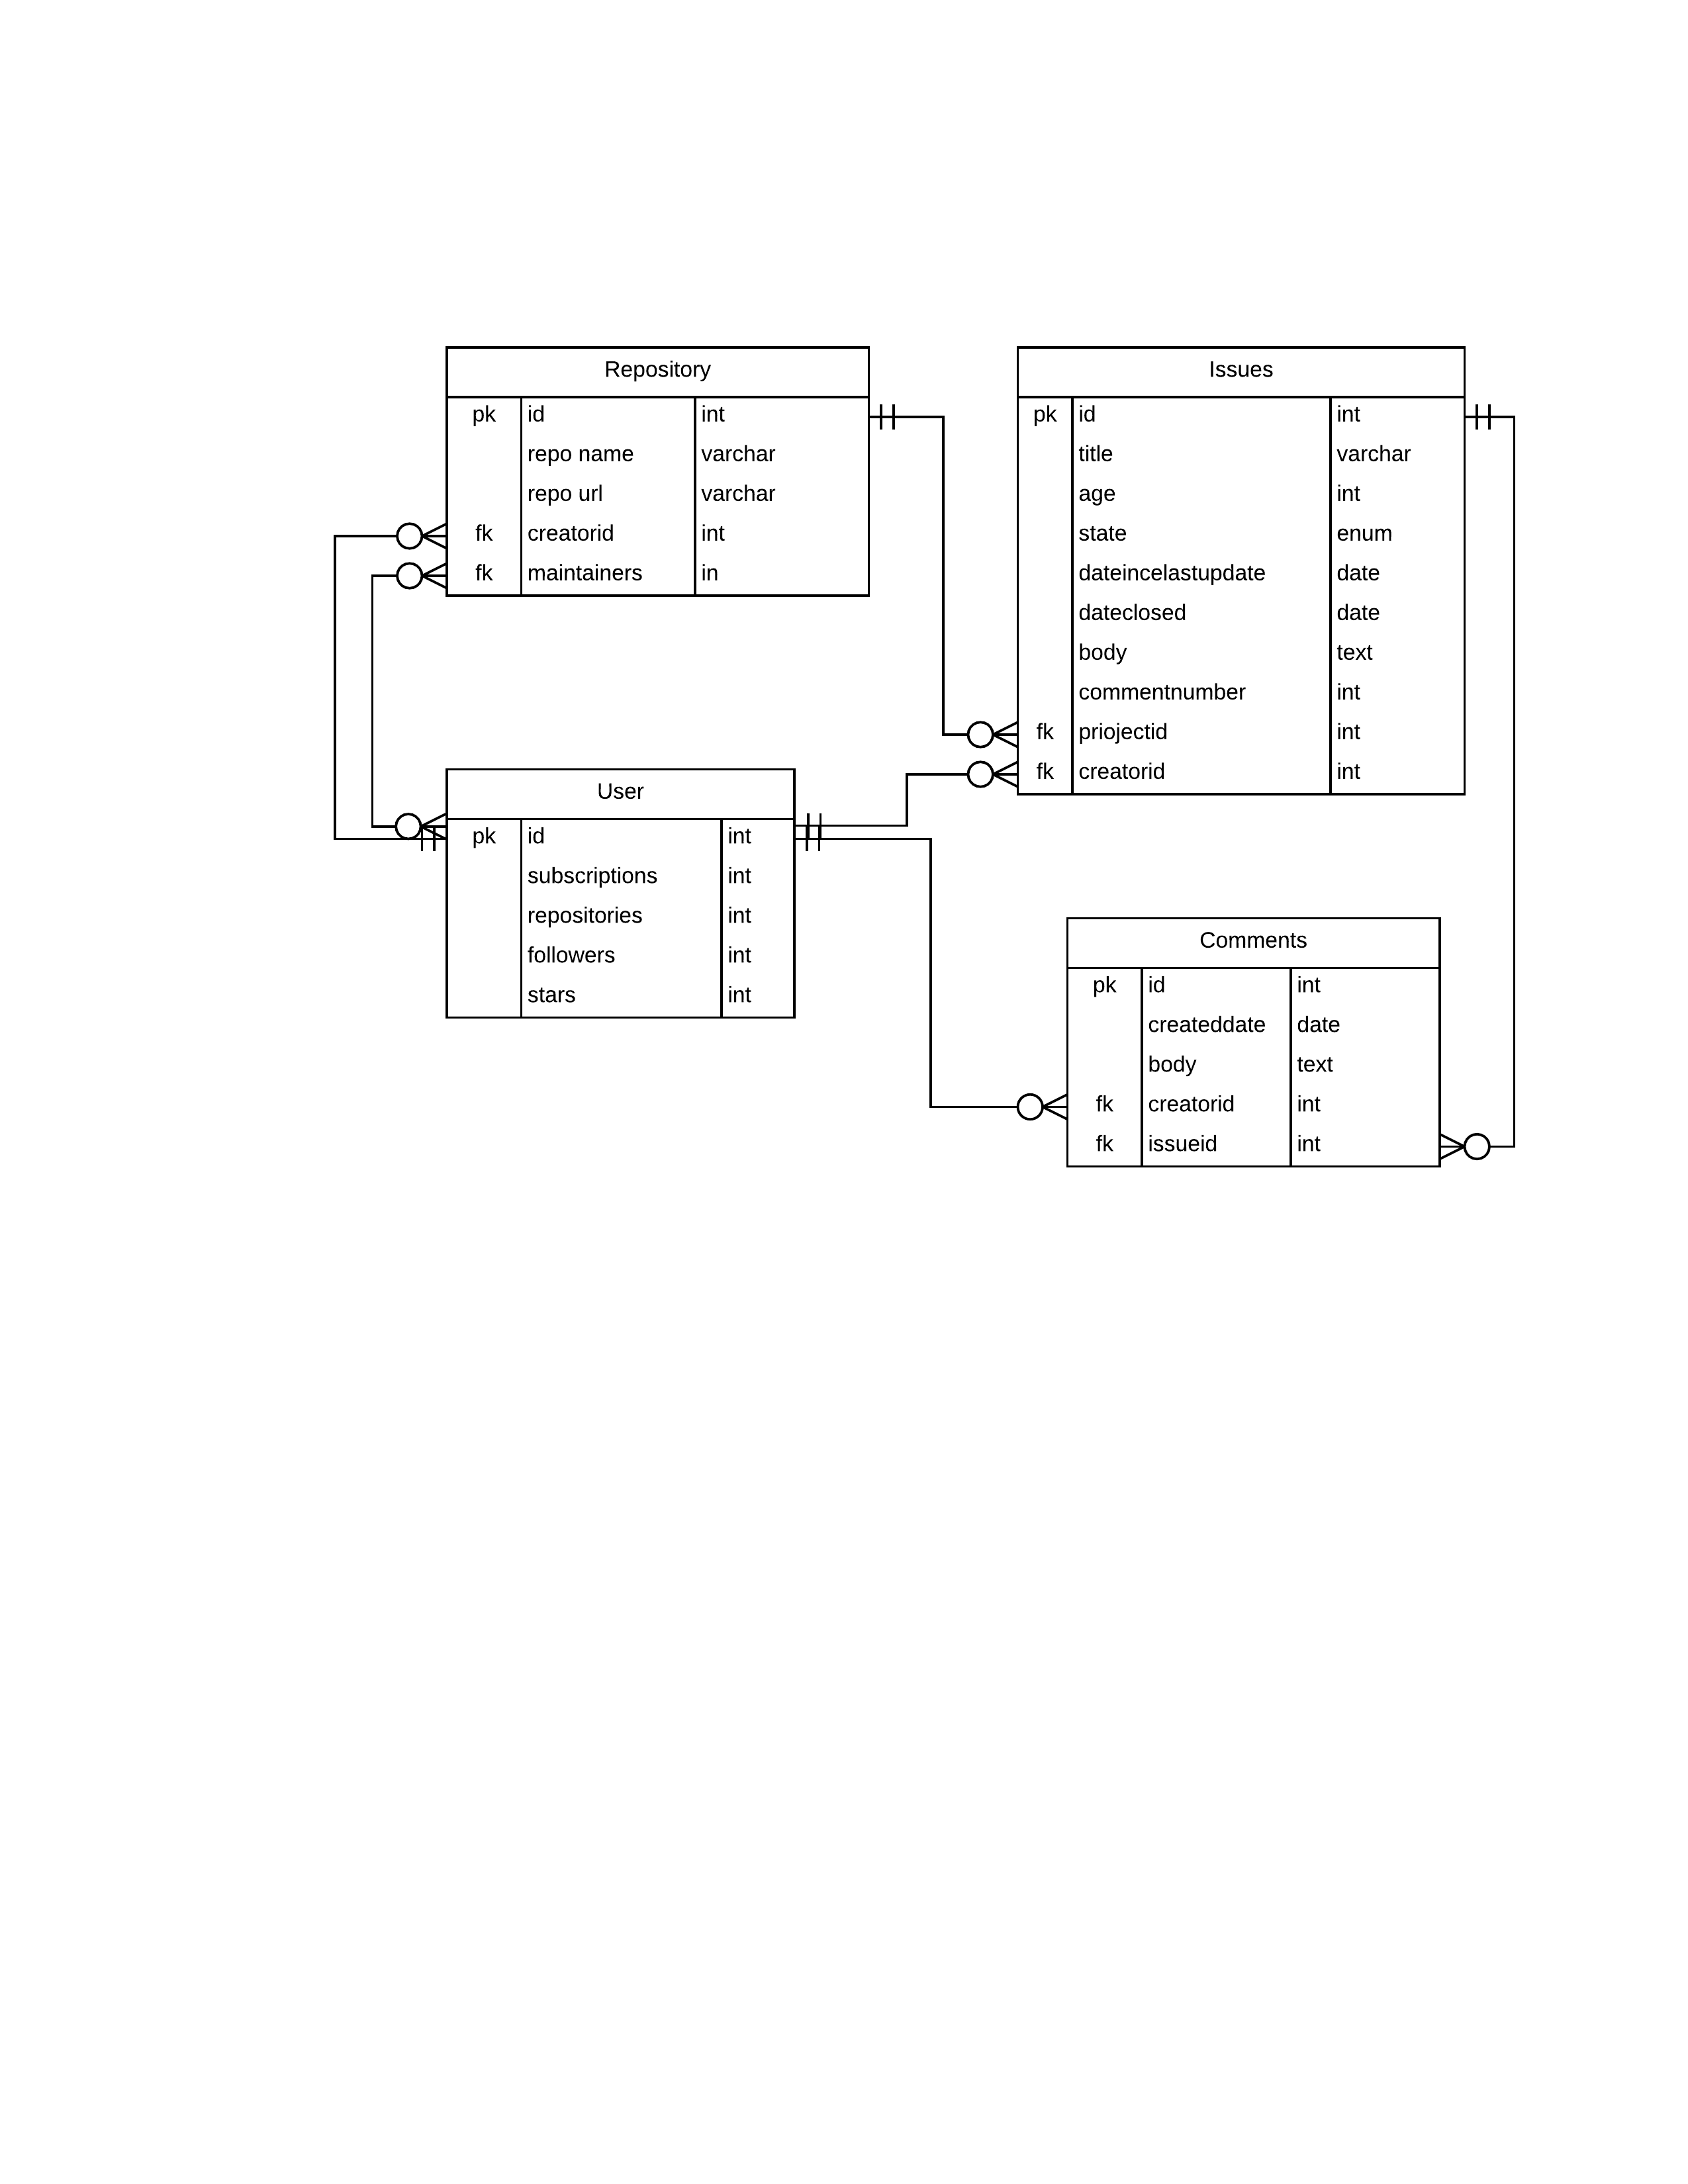 Repository
pk id int
repo name varchar
repo url varchar
fk creatorid int
fk maintainers in
Issues
pk id int
title varchar
age int
state enum
dateincelastupdate date
dateclosed date
body text
commentnumber int
fk priojectid int
fk creatorid int
User
pk id int
subscriptions int
repositories int
followers int
stars int
Comments
pk id int
createddate date
body text
fk creatorid int
fk issueid int